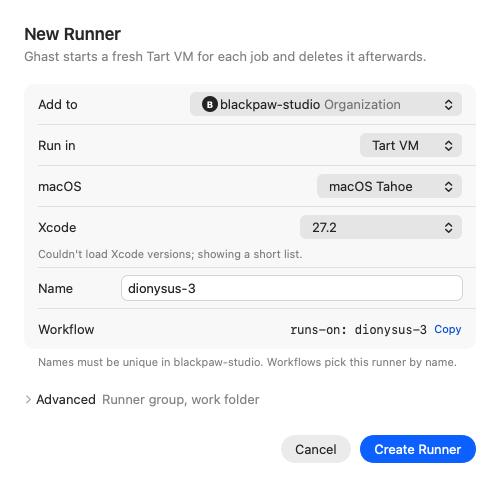 New Runner
Ghast starts a fresh Tart VM for each job and deletes it afterwards.
Add to B blackpaw-studio Organization
Run in Tart VM
macOS macOS Tahoe
Xcode 27.2
Couldn't load Xcode versions; showing a short list.
Name dionysus-3
Workflow runs-on: dionysus-3 Copy
Names must be unique in blackpaw-studio. Workflows pick this runner by name.
Advanced Runner group, work folder
Cancel Create Runner